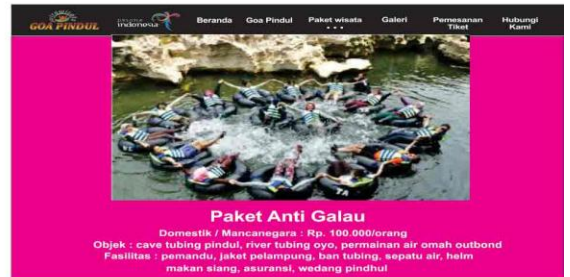 GOA PINDUL
pesona
indonesia
Beranda
Goa Pindul
Paket wisata
Galeri
Pemesanan
Tiket
Hubungi
Kami
Paket Anti Galau
Domestik / Mancanegara : Rp. 100.000/orang
Objek : cave tubing pindul, river tubing oyo, permainan air omah outbond
Fasilitas : pemandu, jaket pelampung, ban tubing, sepatu air, helm
makan siang, asuransi, wedang pindhul